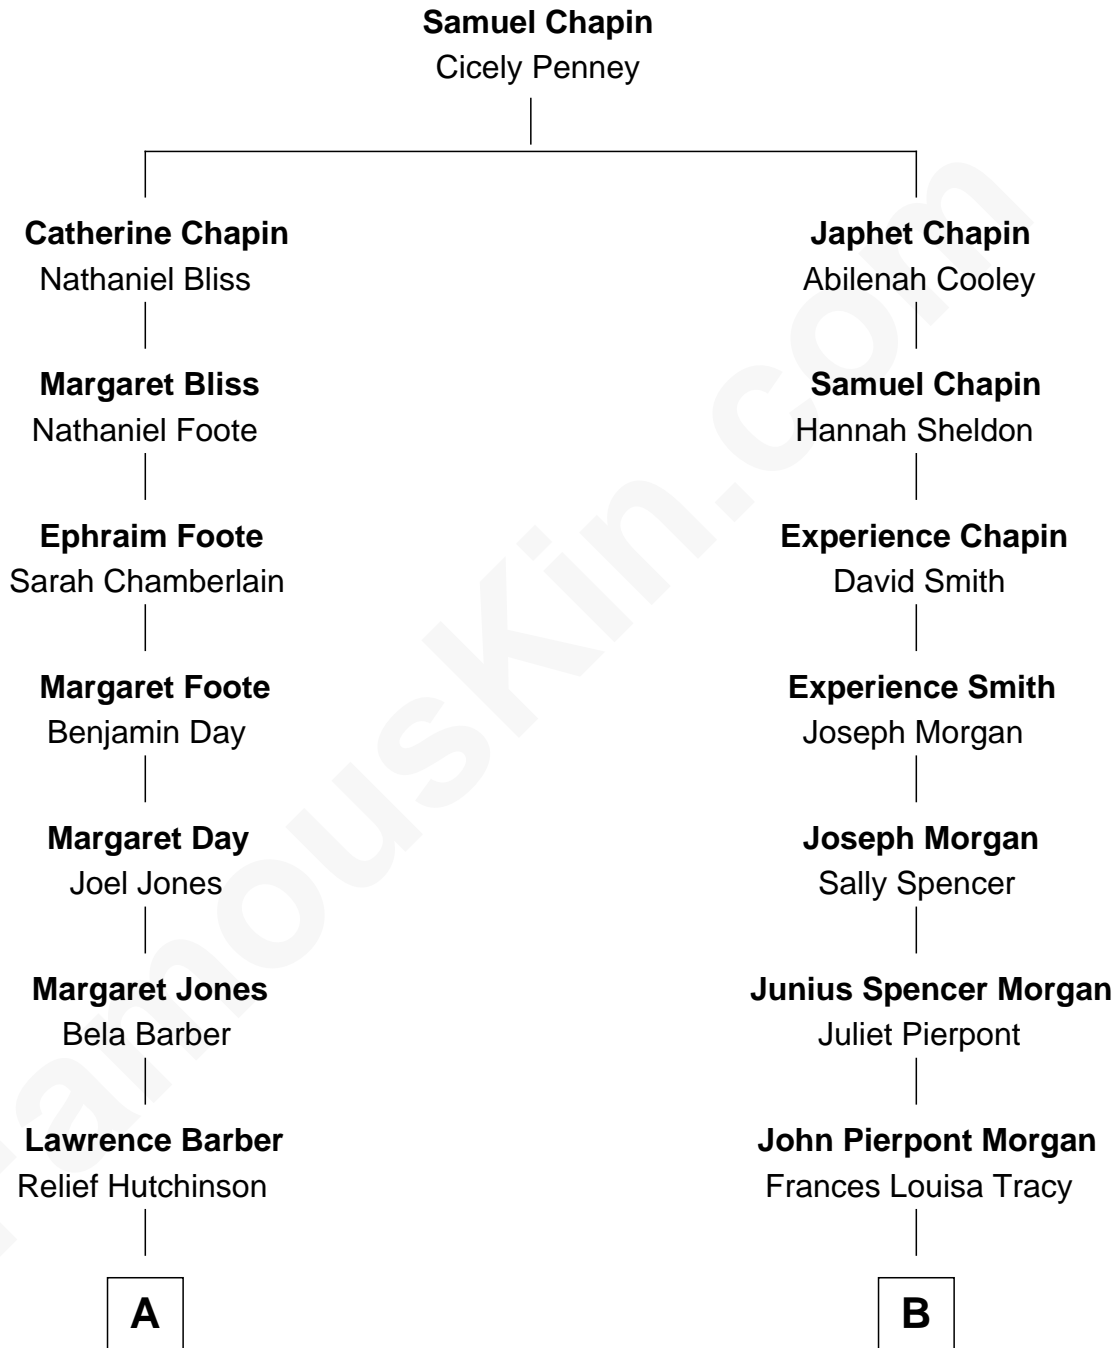 Samuel Chapin
Cicely Penney
Catherine Chapin
Nathaniel Bliss
Japhet Chapin
Abilenah Cooley
Margaret Bliss
Nathaniel Foote
Samuel Chapin
Hannah Sheldon
Ephraim Foote
Sarah Chamberlain
Experience Chapin
David Smith
Margaret Foote
Benjamin Day
Experience Smith
Joseph Morgan
Margaret Day
Joel Jones
Joseph Morgan
Sally Spencer
Margaret Jones
Bela Barber
Junius Spencer Morgan
Juliet Pierpont
Lawrence Barber
Relief Hutchinson
John Pierpont Morgan
Frances Louisa Tracy
A
B
FamousKin.com